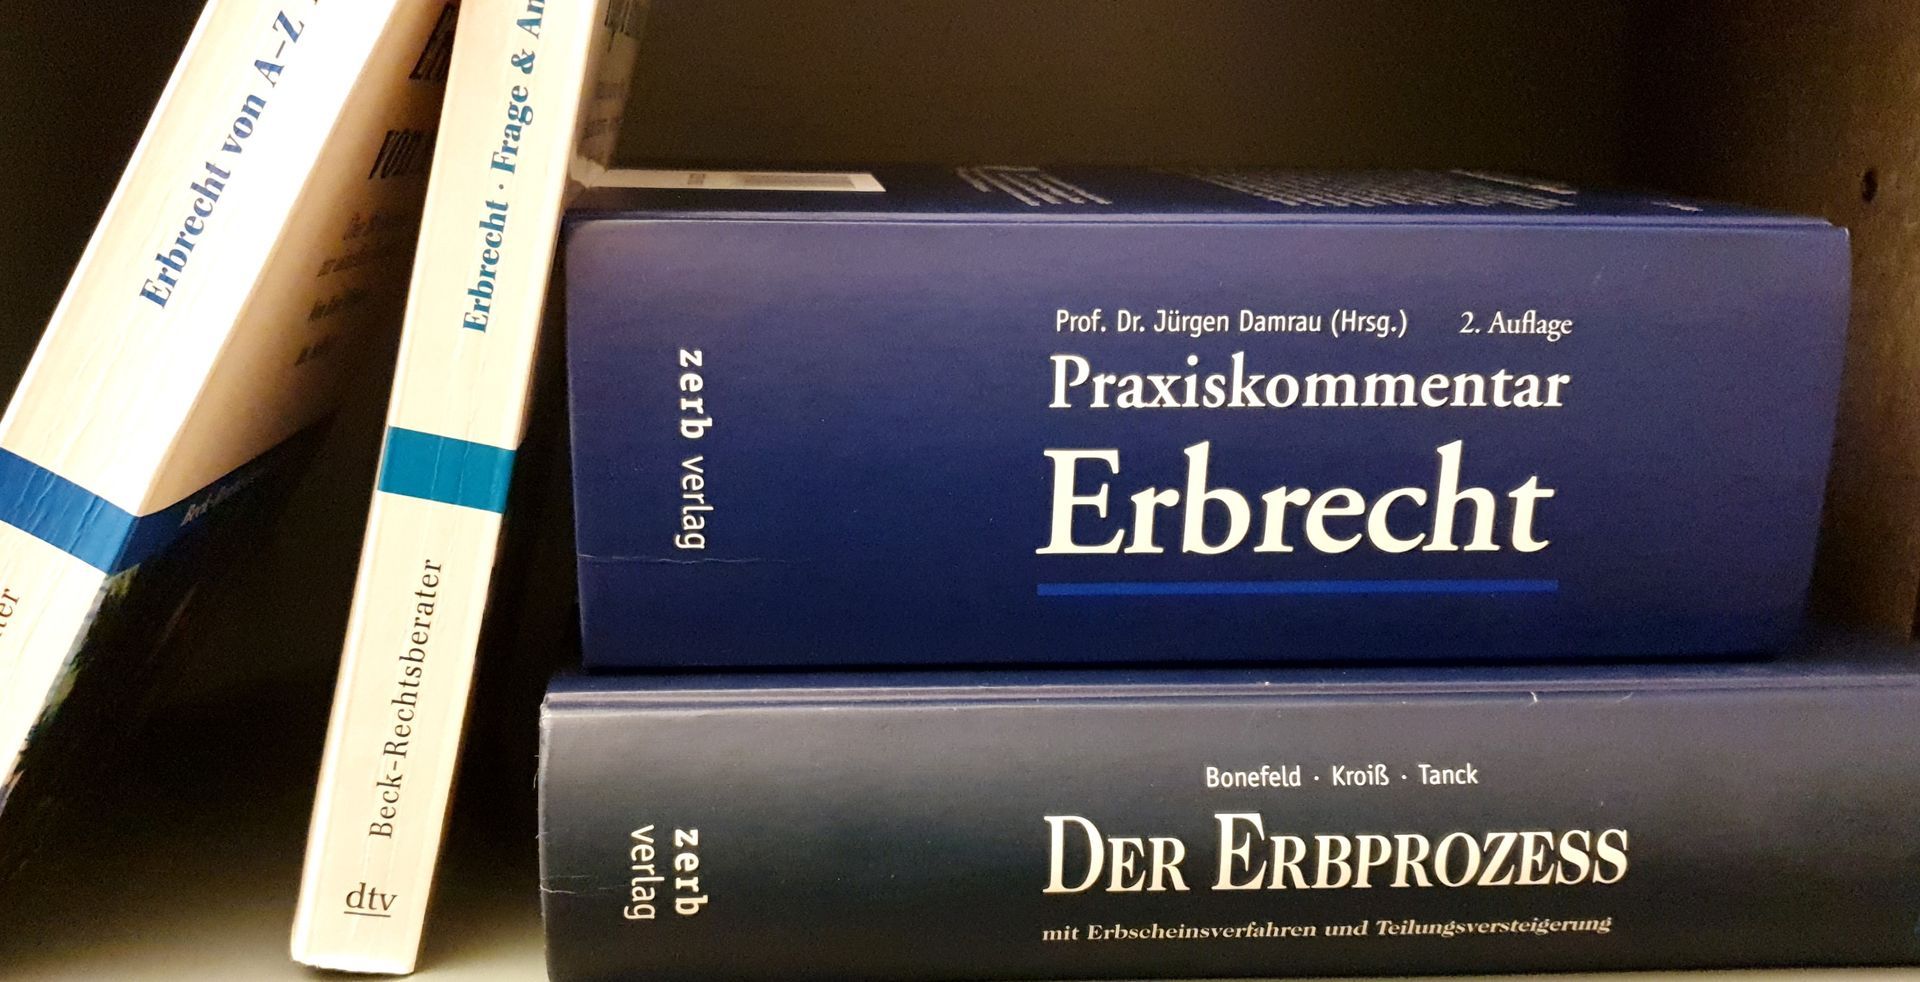 Erbrecht von A–Z
Erbrecht · Frage &
Beck-Rechtsberater
dtv
Prof. Dr. Jürgen Damrau (Hrsg.) 2. Auflage
Praxiskommentar
Erbrecht
zerb verlag
Bonefeld · Kroiß · Tanck
DER ERBPROZESS
mit Erbscheinsverfahren und Teilungsversteigerung
zerb
verlag